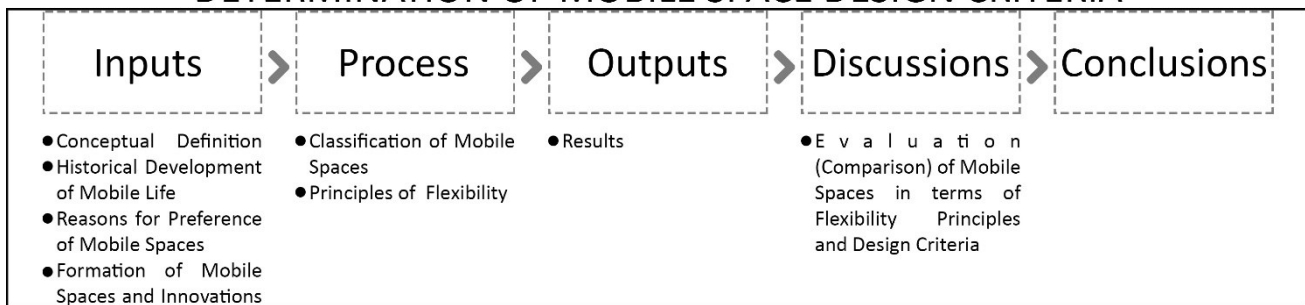 DETERMINATION OF MOBILE SPACE DESIGN CRITERIA
Inputs > Process > Outputs > Discussions > Conclusions
●Conceptual Definition
●Historical Development
of Mobile Life
●Reasons for Preference
of Mobile Spaces
●Formation of Mobile
Spaces and Innovations
●Classification of Mobile
Spaces
●Principles of Flexibility
●Results
●Evaluation
(Comparison) of Mobile
Spaces in terms of
Flexibility Principles
and Design Criteria